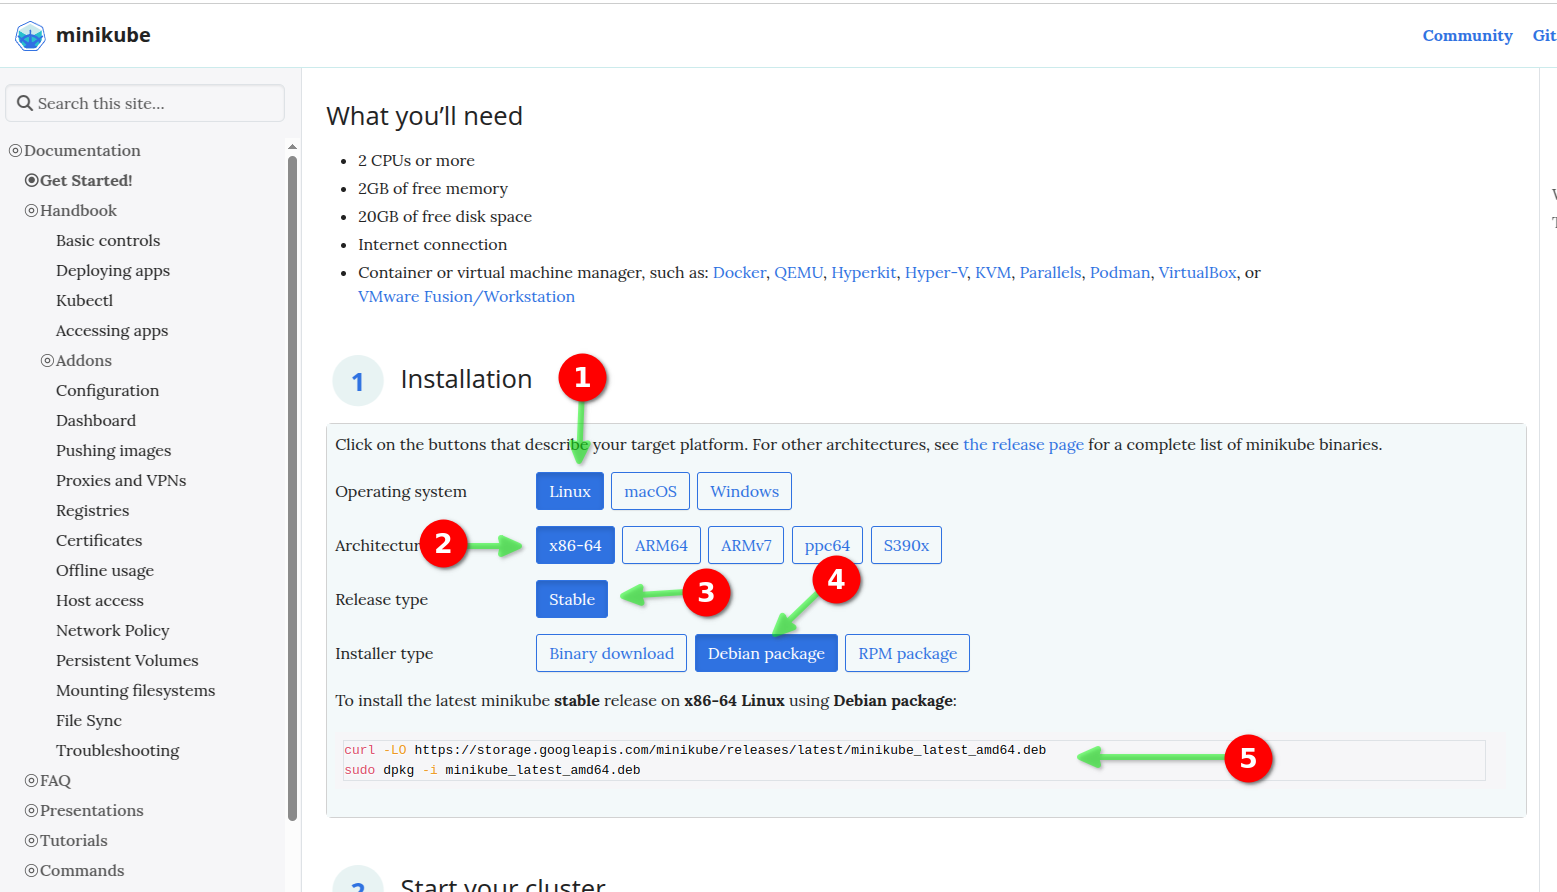 minikube
Community
Git
Search this site...
Documentation
Get Started!
Handbook
Basic controls
Deploying apps
Kubectl
Accessing apps
Addons
Configuration
Dashboard
Pushing images
Proxies and VPNs
Registries
Certificates
Offline usage
Host access
Network Policy
Persistent Volumes
Mounting filesystems
File Sync
Troubleshooting
FAQ
Presentations
Tutorials
Commands
What you’ll need
2 CPUs or more
2GB of free memory
20GB of free disk space
Internet connection
Container or virtual machine manager, such as: Docker, QEMU, Hyperkit, Hyper-V, KVM, Parallels, Podman, VirtualBox, or
VMware Fusion/Workstation
1 Installation 1
Click on the buttons that describe your target platform. For other architectures, see the release page for a complete list of minikube binaries.
Operating system Linux macOS Windows
Architectur 2 x86-64 ARM64 ARMv7 ppc64 S390x
Release type Stable 3 4
Installer type Binary download Debian package RPM package
To install the latest minikube stable release on x86-64 Linux using Debian package:
curl -LO https://storage.googleapis.com/minikube/releases/latest/minikube_latest_amd64.deb
sudo dpkg -i minikube_latest_amd64.deb
5
2 Start your cluster